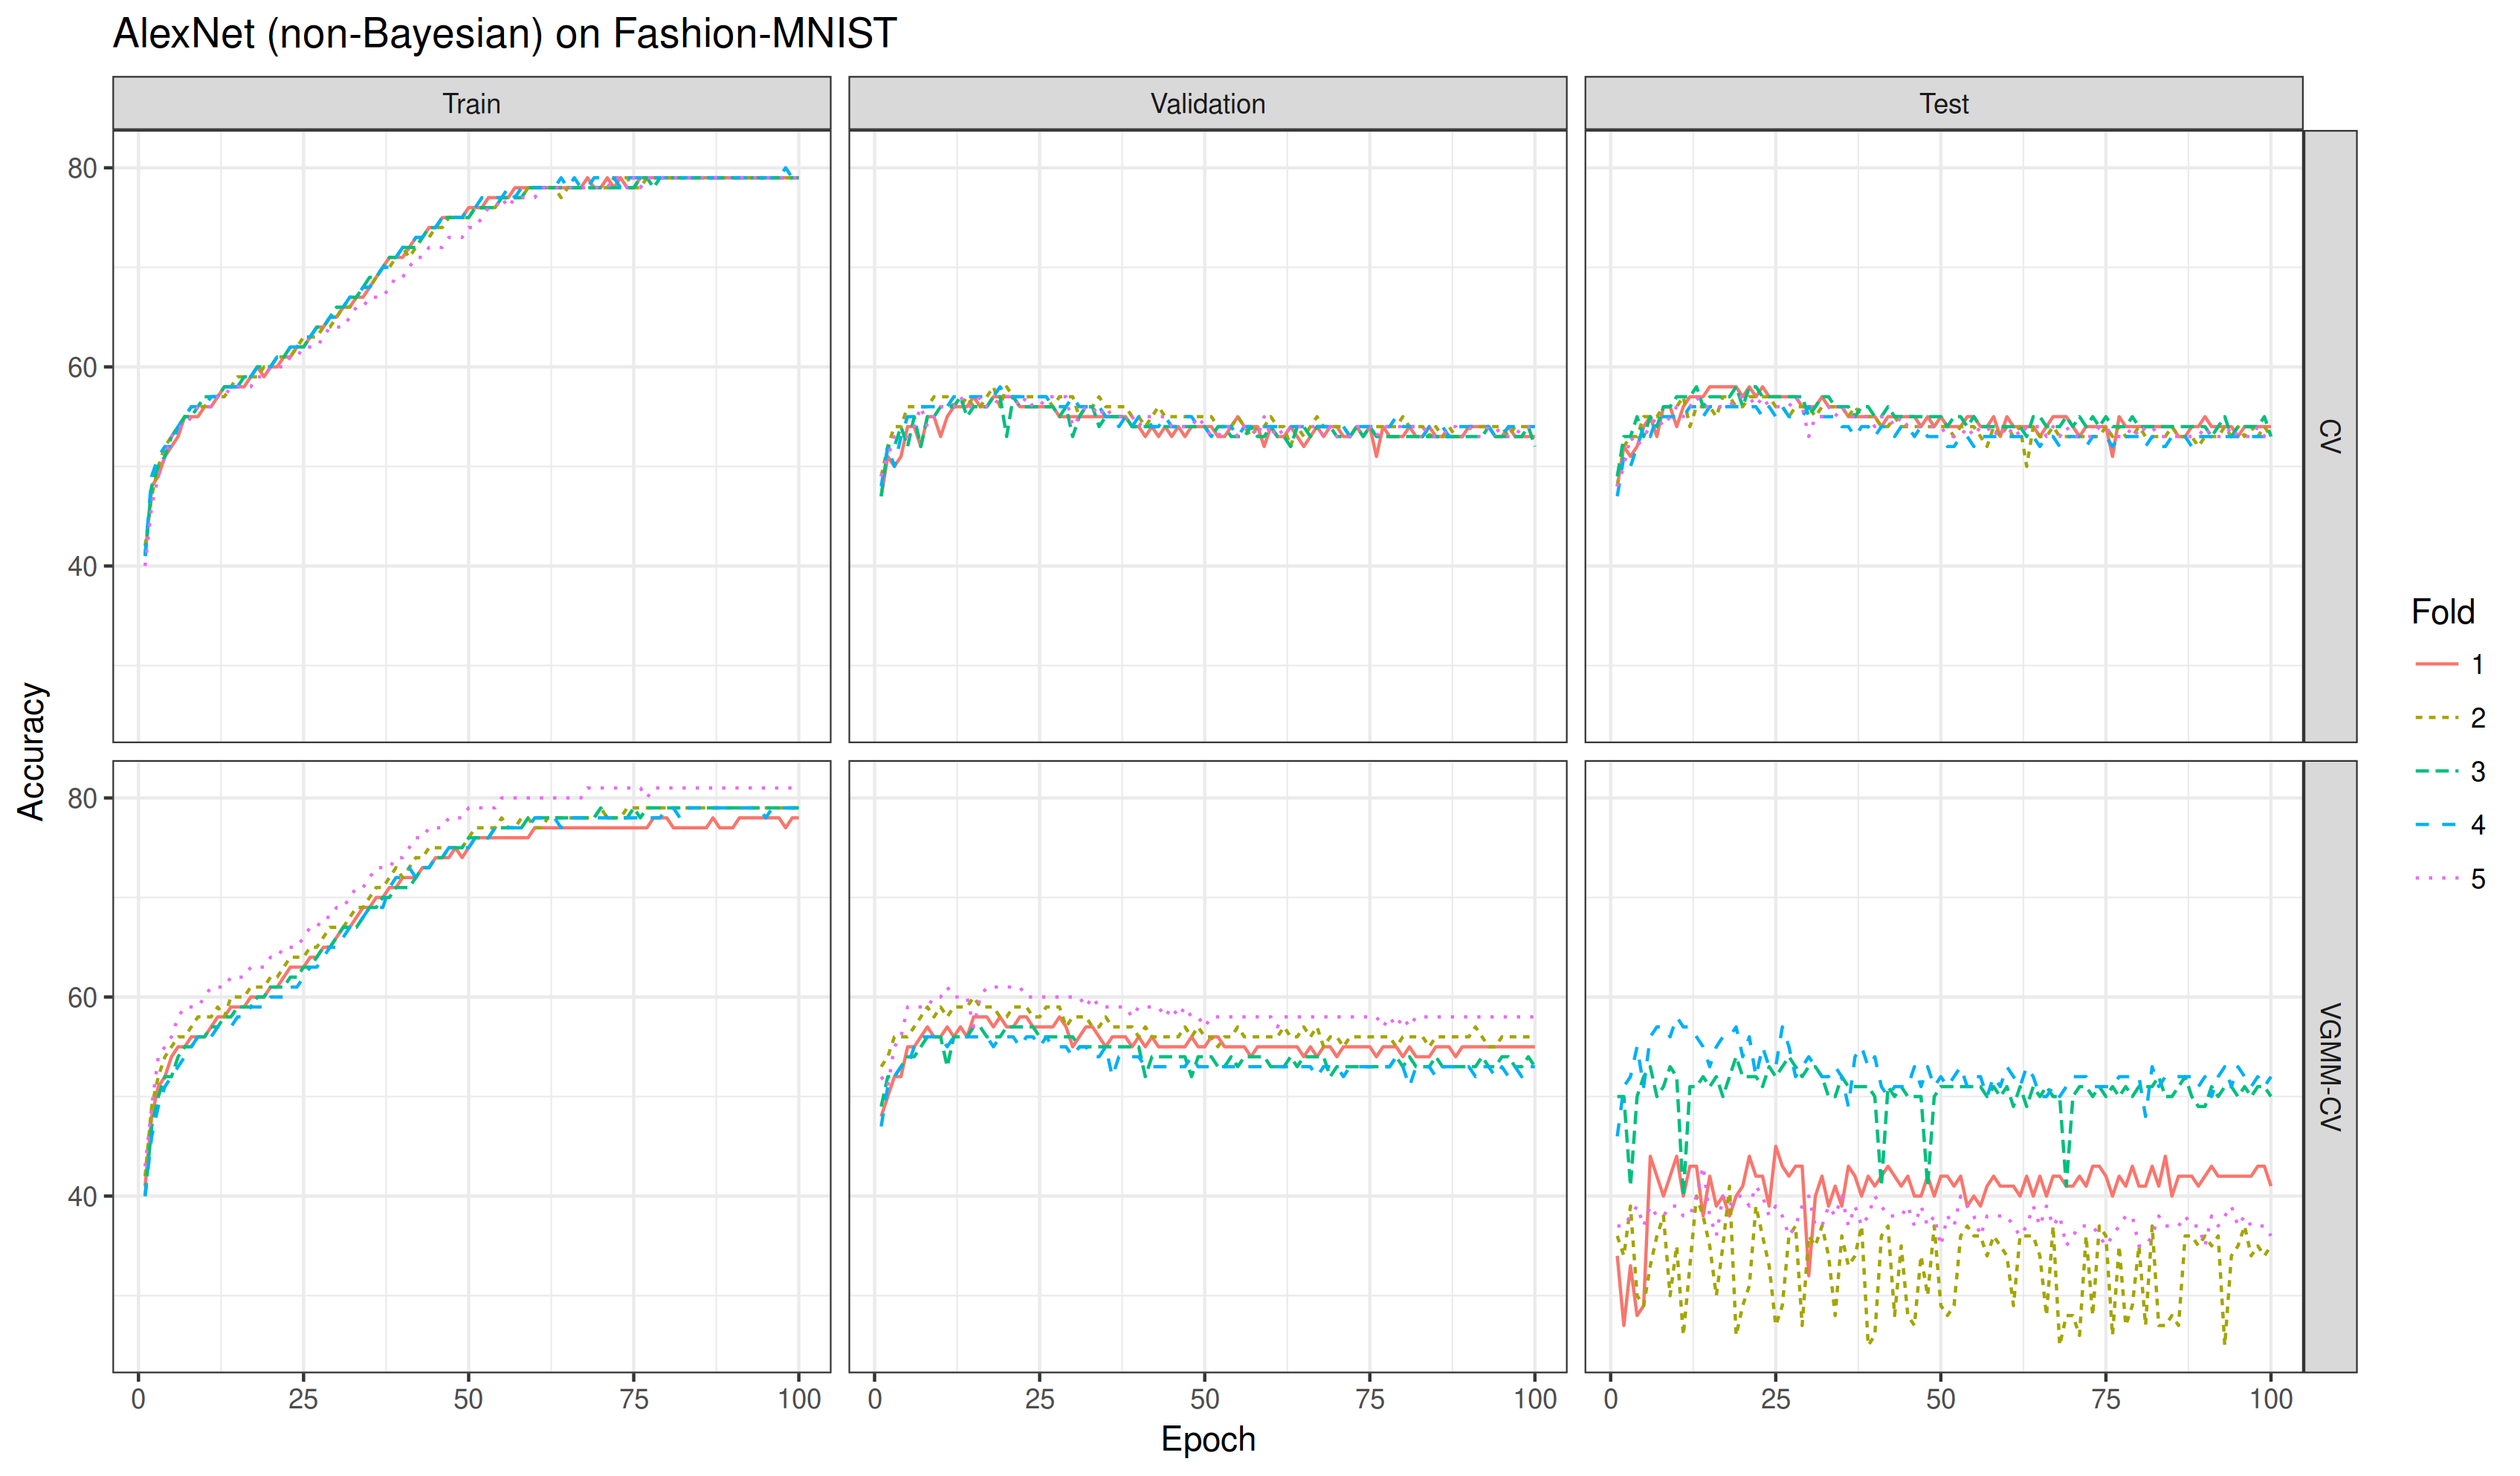 AlexNet (non-Bayesian) on Fashion-MNIST
Train
Validation
Test
80
60
40
CV
80
60
40
VGMM-CV
0 25 50 75 100
0 25 50 75 100
0 25 50 75 100
Accuracy
Epoch
Fold
1
2
3
4
5